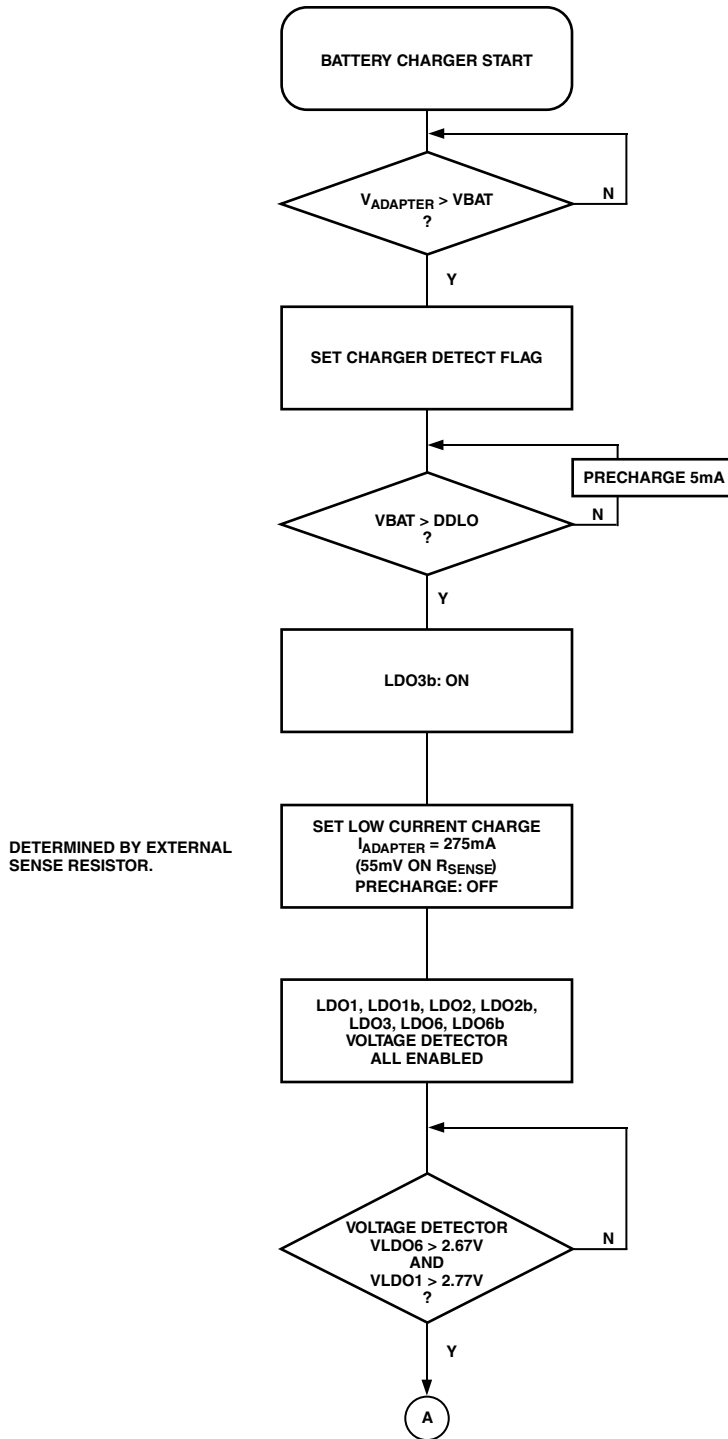 BATTERY CHARGER START
VADAPTER > VBAT
?
N
Y
SET CHARGER DETECT FLAG
PRECHARGE 5mA
VBAT > DDLO
?
N
Y
LDO3b: ON
DETERMINED BY EXTERNAL
SENSE RESISTOR.
SET LOW CURRENT CHARGE
IADAPTER = 275mA
(55mV ON RSENSE)
PRECHARGE: OFF
LDO1, LDO1b, LDO2, LDO2b,
LDO3, LDO6, LDO6b
VOLTAGE DETECTOR
ALL ENABLED
VOLTAGE DETECTOR
VLDO6 > 2.67V
AND
VLDO1 > 2.77V
?
N
Y
A